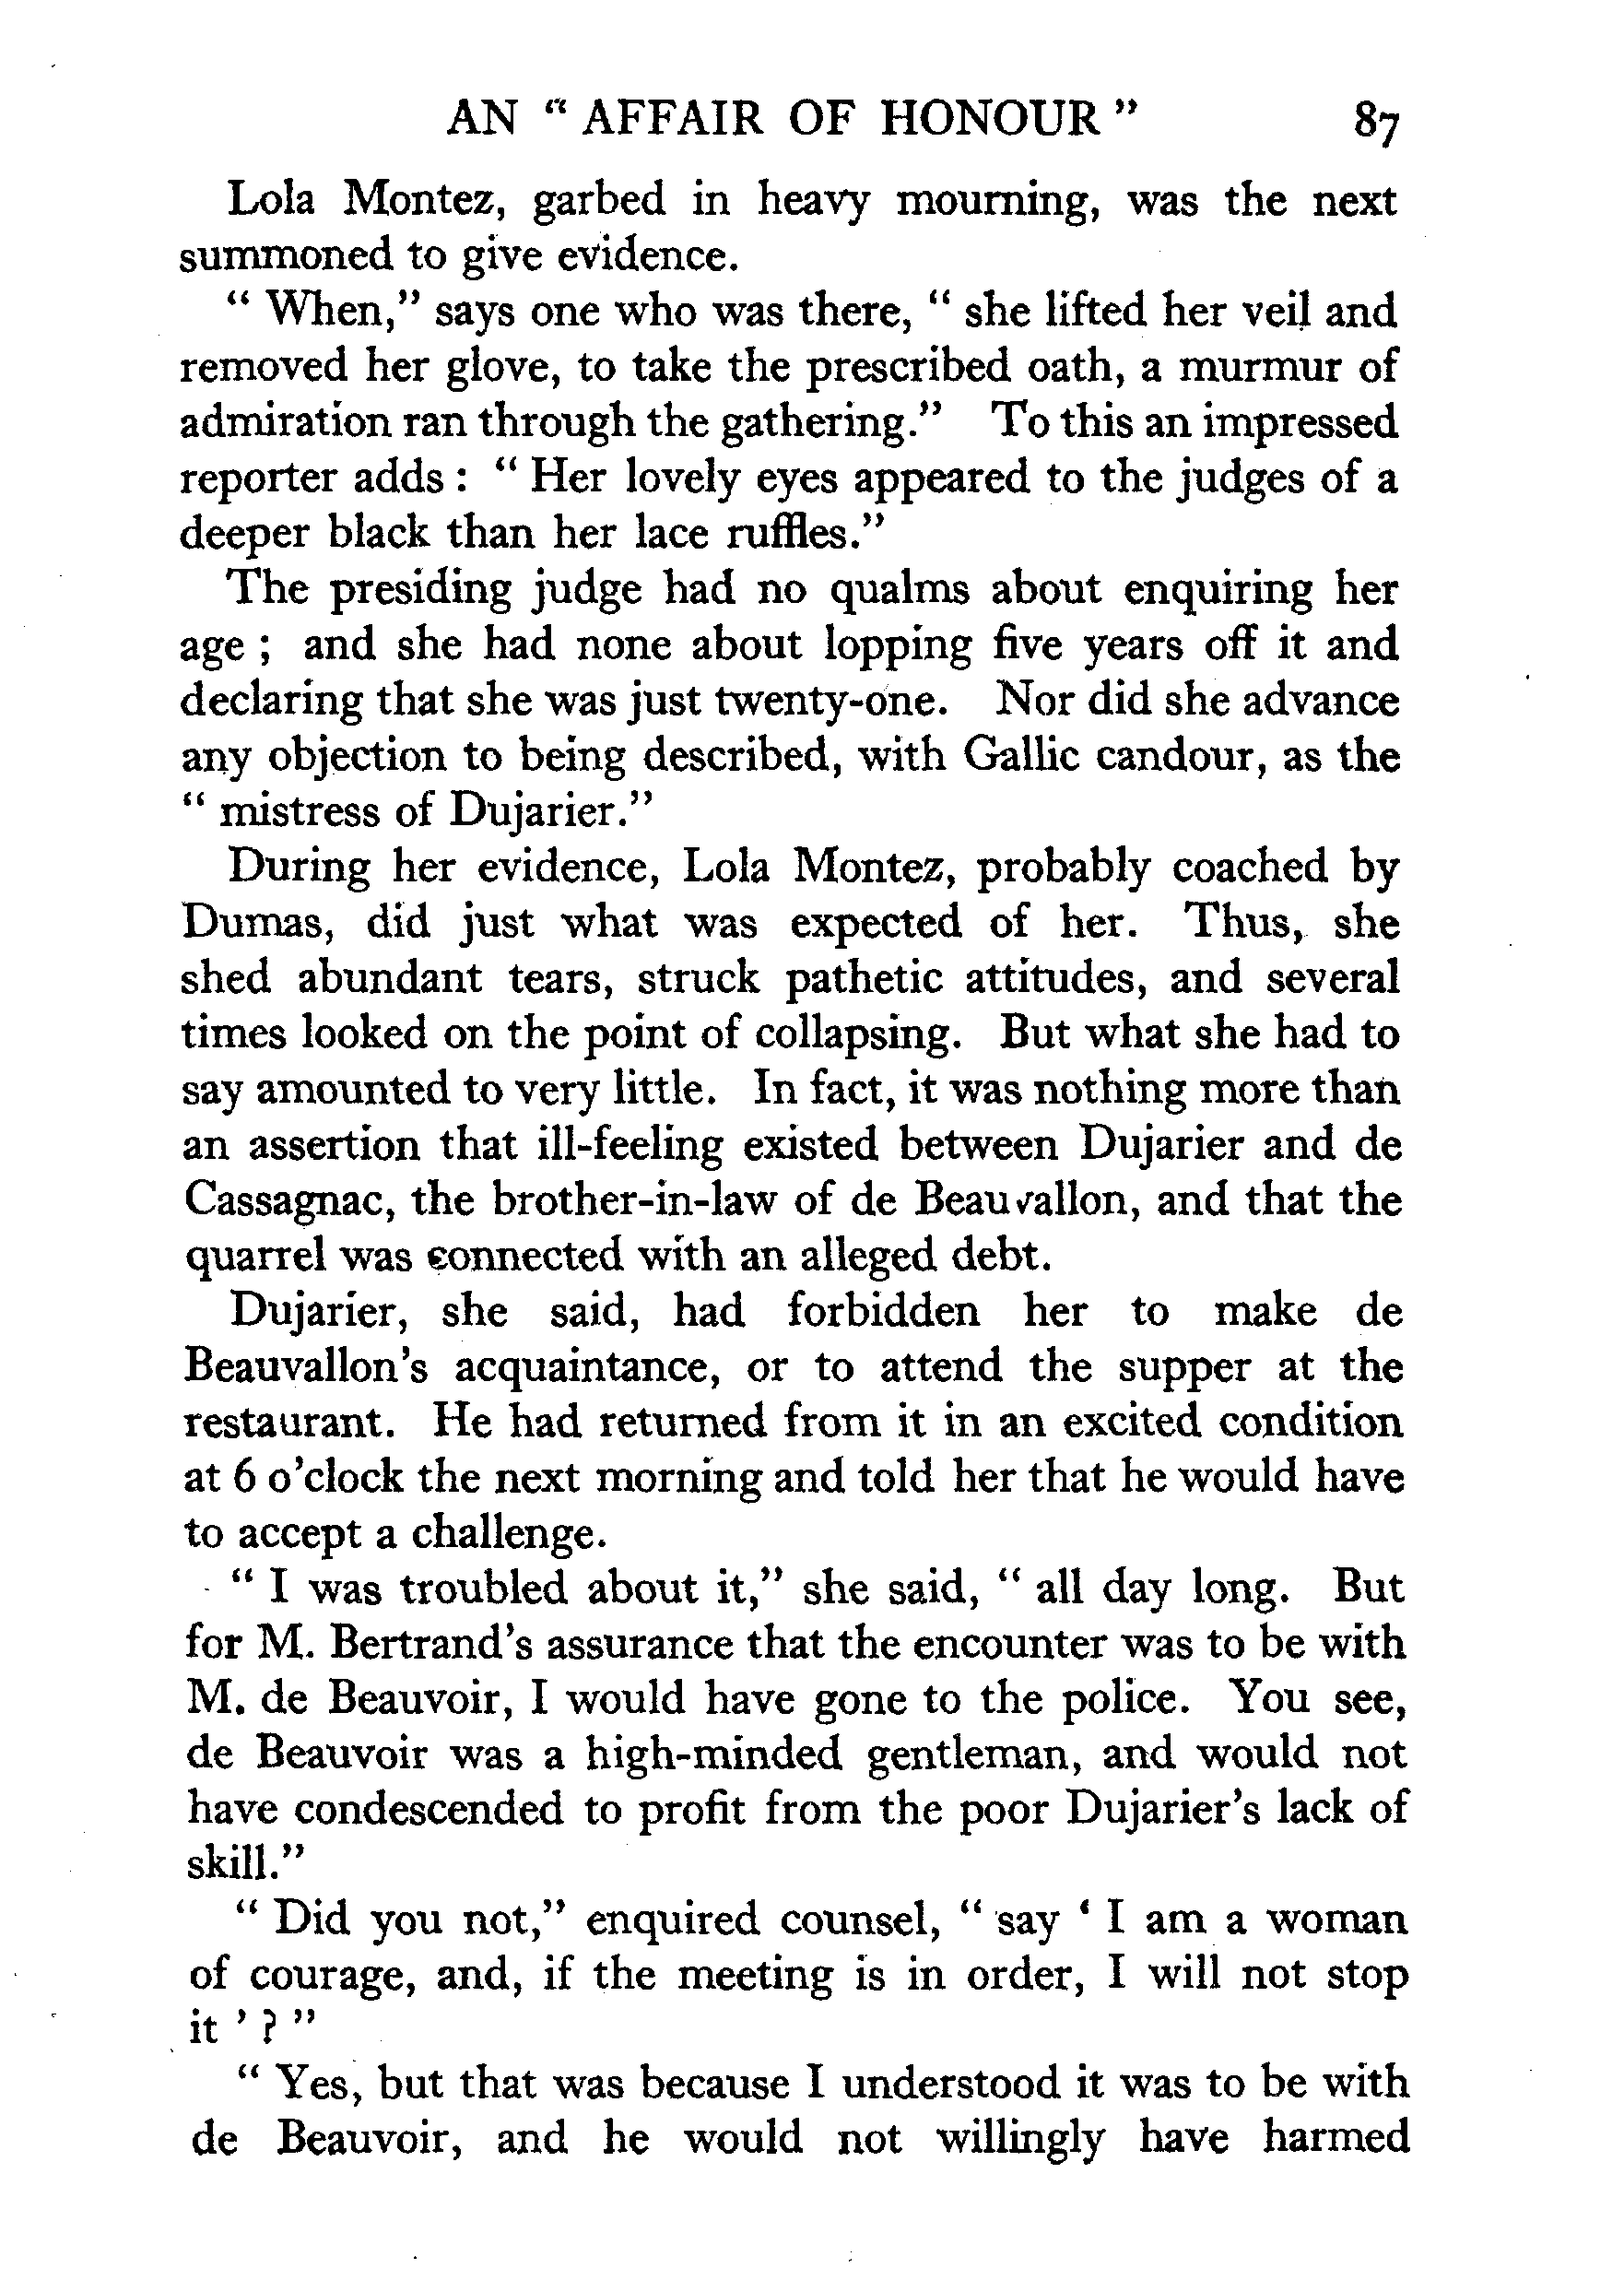 AN “ AFFAIR OF HONOUR ” 87
Lola Montez, garbed in heavy mourning, was the next
summoned to give evidence.
“ When,” says one who was there, “ she lifted her veil and
removed her glove, to take the prescribed oath, a murmur of
admiration ran through the gathering.” To this an impressed
reporter adds : “ Her lovely eyes appeared to the judges of a
deeper black than her lace ruffles.”
The presiding judge had no qualms about enquiring her
age ; and she had none about lopping five years off it and
declaring that she was just twenty-one. Nor did she advance
any objection to being described, with Gallic candour, as the
“ mistress of Dujarier.”
During her evidence, Lola Montez, probably coached by
Dumas, did just what was expected of her. Thus, she
shed abundant tears, struck pathetic attitudes, and several
times looked on the point of collapsing. But what she had to
say amounted to very little. In fact, it was nothing more than
an assertion that ill-feeling existed between Dujarier and de
Cassagnac, the brother-in-law of de Beauvallon, and that the
quarrel was connected with an alleged debt.
Dujarier, she said, had forbidden her to make de
Beauvallon’s acquaintance, or to attend the supper at the
restaurant. He had returned from it in an excited condition
at 6 o’clock the next morning and told her that he would have
to accept a challenge.
“ I was troubled about it,” she said, “ all day long. But
for M. Bertrand’s assurance that the encounter was to be with
M. de Beauvoir, I would have gone to the police. You see,
de Beauvoir was a high-minded gentleman, and would not
have condescended to profit from the poor Dujarier’s lack of
skill.”
“ Did you not,” enquired counsel, “ say ‘ I am a woman
of courage, and, if the meeting is in order, I will not stop
it ’ ? ”
“ Yes, but that was because I understood it was to be with
de Beauvoir, and he would not willingly have harmed